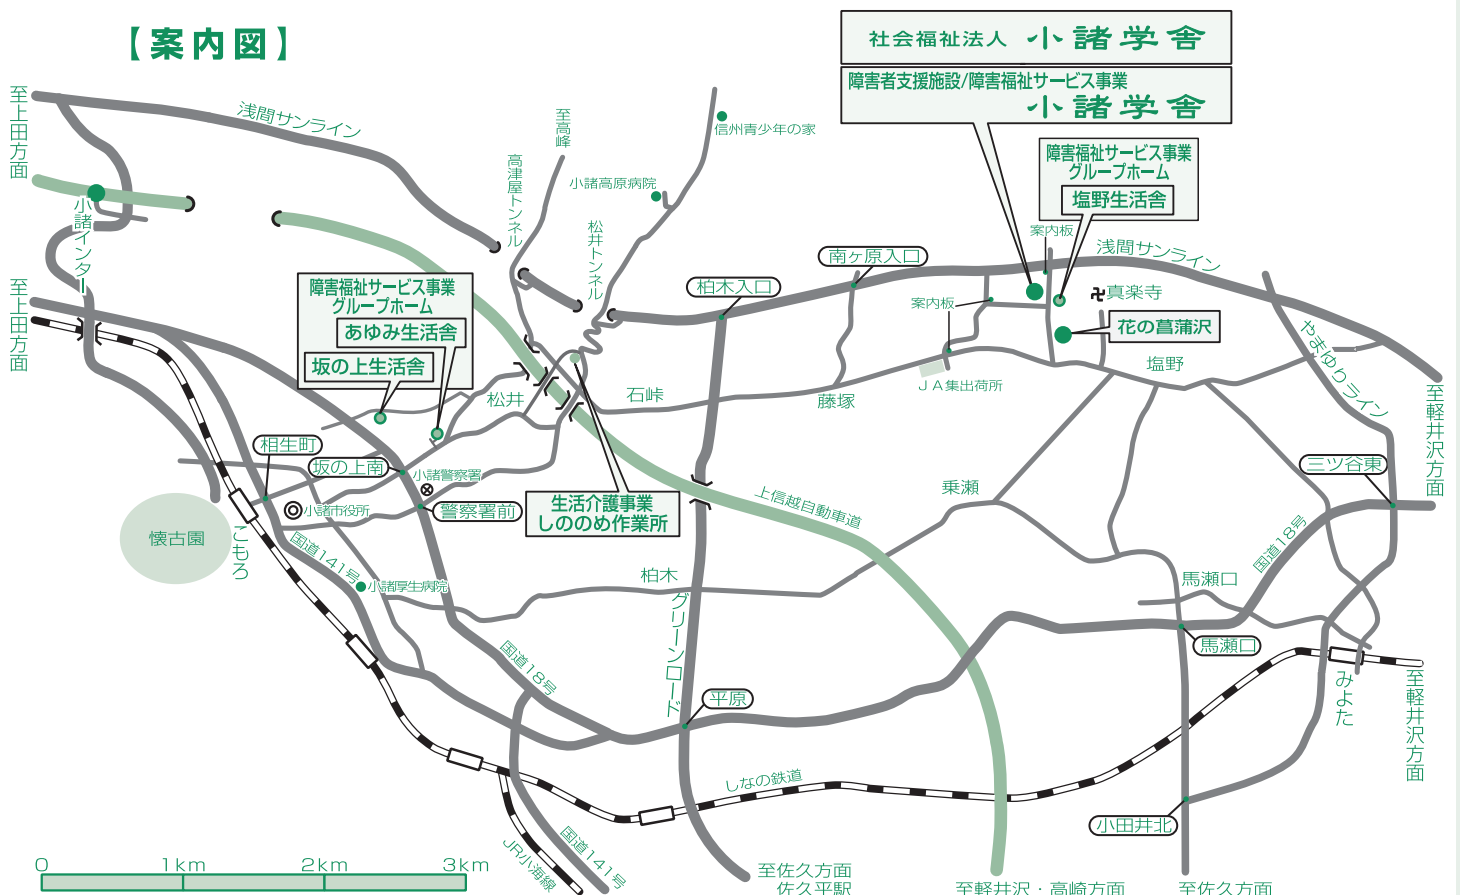 【案内図】
社会福祉法人 小諸学舎
障害者支援施設/障害福祉サービス事業
小諸学舎
至上田方面
浅間サンライン
至高峰
信州青少年の家
高津屋トンネル
小諸高原病院
障害福祉サービス事業
グループホーム
塩野生活舎
小諸インター
松井トンネル
案内板
南ヶ原入口
浅間サンライン
至上田方面
障害福祉サービス事業
グループホーム
あゆみ生活舎
坂の上生活舎
柏木入口
案内板
真楽寺
花の菖蒲沢
やまゆりライン
塩野
JA集出荷所
松井
石峠
藤塚
至軽井沢方面
相生町
坂の上南
小諸警察署
三ツ谷東
乗瀬
生活介護事業
しののめ作業所
上信越自動車道
小諸市役所
警察署前
懐古園
こもろ
国道141号
小諸厚生病院
国道18号
柏木
馬瀬口
グリーンロード
馬瀬口
国道18号
平原
みよた
至軽井沢方面
しなの鉄道
小田井北
国道141号
JR小海線
0 1km 2km 3km
至佐久方面
佐久平駅
至軽井沢・高崎方面
至佐久方面